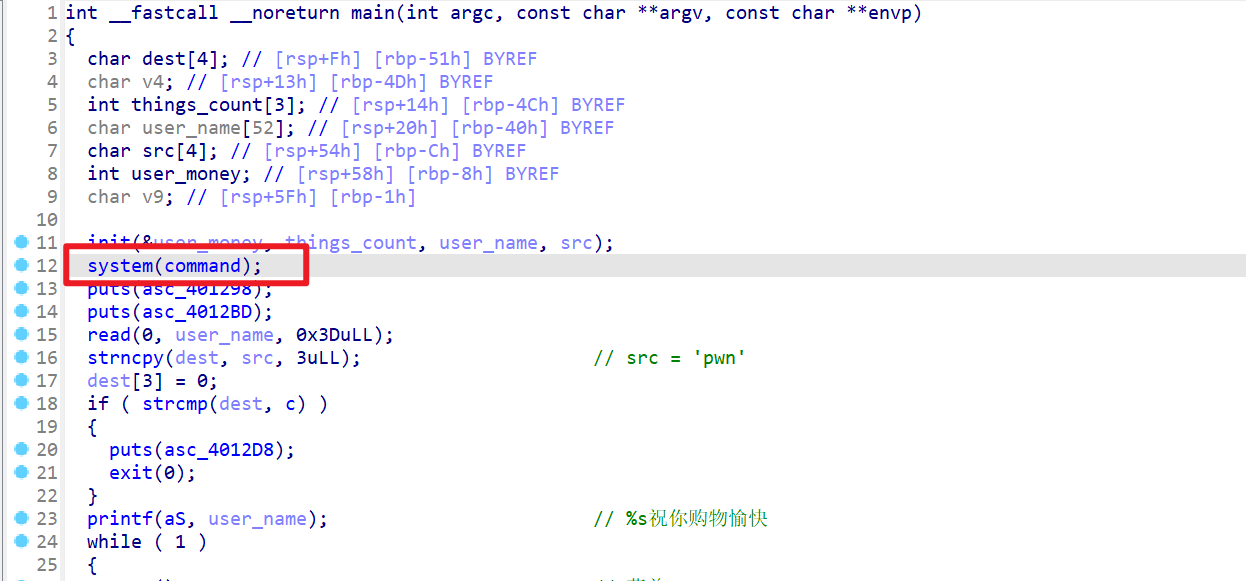 1 int __fastcall __noreturn main(int argc, const char **argv, const char **envp)
2 {
3 char dest[4]; // [rsp+Fh] [rbp-51h] BYREF
4 char v4; // [rsp+13h] [rbp-4Dh] BYREF
5 int things_count[3]; // [rsp+14h] [rbp-4Ch] BYREF
6 char user_name[52]; // [rsp+20h] [rbp-40h] BYREF
7 char src[4]; // [rsp+54h] [rbp-Ch] BYREF
8 int user_money; // [rsp+58h] [rbp-8h] BYREF
9 char v9; // [rsp+5Fh] [rbp-1h]
10
11 init(&user_money, things_count, user_name, src);
12 system(command);
13 puts(asc_401298);
14 puts(asc_4012BD);
15 read(0, user_name, 0x3DuLL);
16 strncpy(dest, src, 3uLL); // src = 'pwn'
17 dest[3] = 0;
18 if ( strcmp(dest, c) )
19 {
20 puts(asc_4012D8);
21 exit(0);
22 }
23 printf(aS, user_name); // %s祝你购物愉快
24 while ( 1 )
25 {